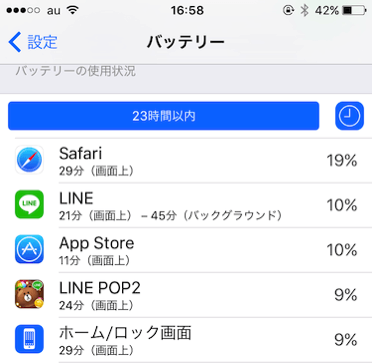 au 16:58 42%
設定 バッテリー
バッテリーの使用状況
23時間以内
Safari 19%
29分（画面上）
LINE 10%
21分（画面上） – 45分（バックグラウンド）
App Store 10%
11分（画面上）
LINE POP2 9%
24分（画面上）
ホーム/ロック画面 9%
29分（画面上）